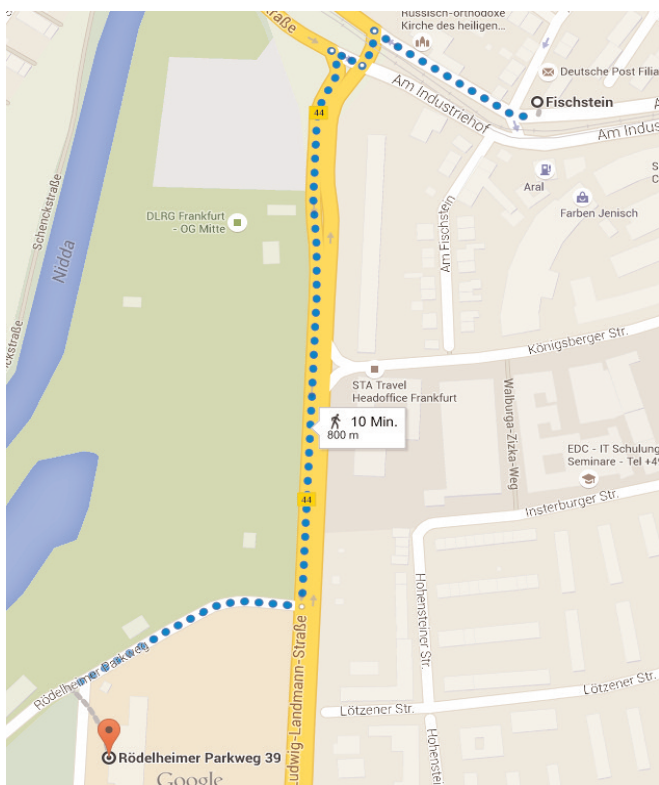 Russisch-orthodoxe
Kirche des heiligen...
Deutsche Post Filia
Fischstein
Am Industriehof
Am Indus
44
Aral
Farben Jenisch
Schenckstraße
Nidda
DLRG Frankfurt
- OG Mitte
Am Fischstein
Königsberger Str.
STA Travel
Headoffice Frankfurt
Walburga-Zizka-Weg
10 Min.
800 m
EDC - IT Schulung
Seminare - Tel +49
44
Insterburger Str.
Hohensteiner Str.
Rödelheimer Parkweg
Ludwig-Landmann-Straße
Lötzener Str.
Lötzener Str.
Rödelheimer Parkweg 39
Google